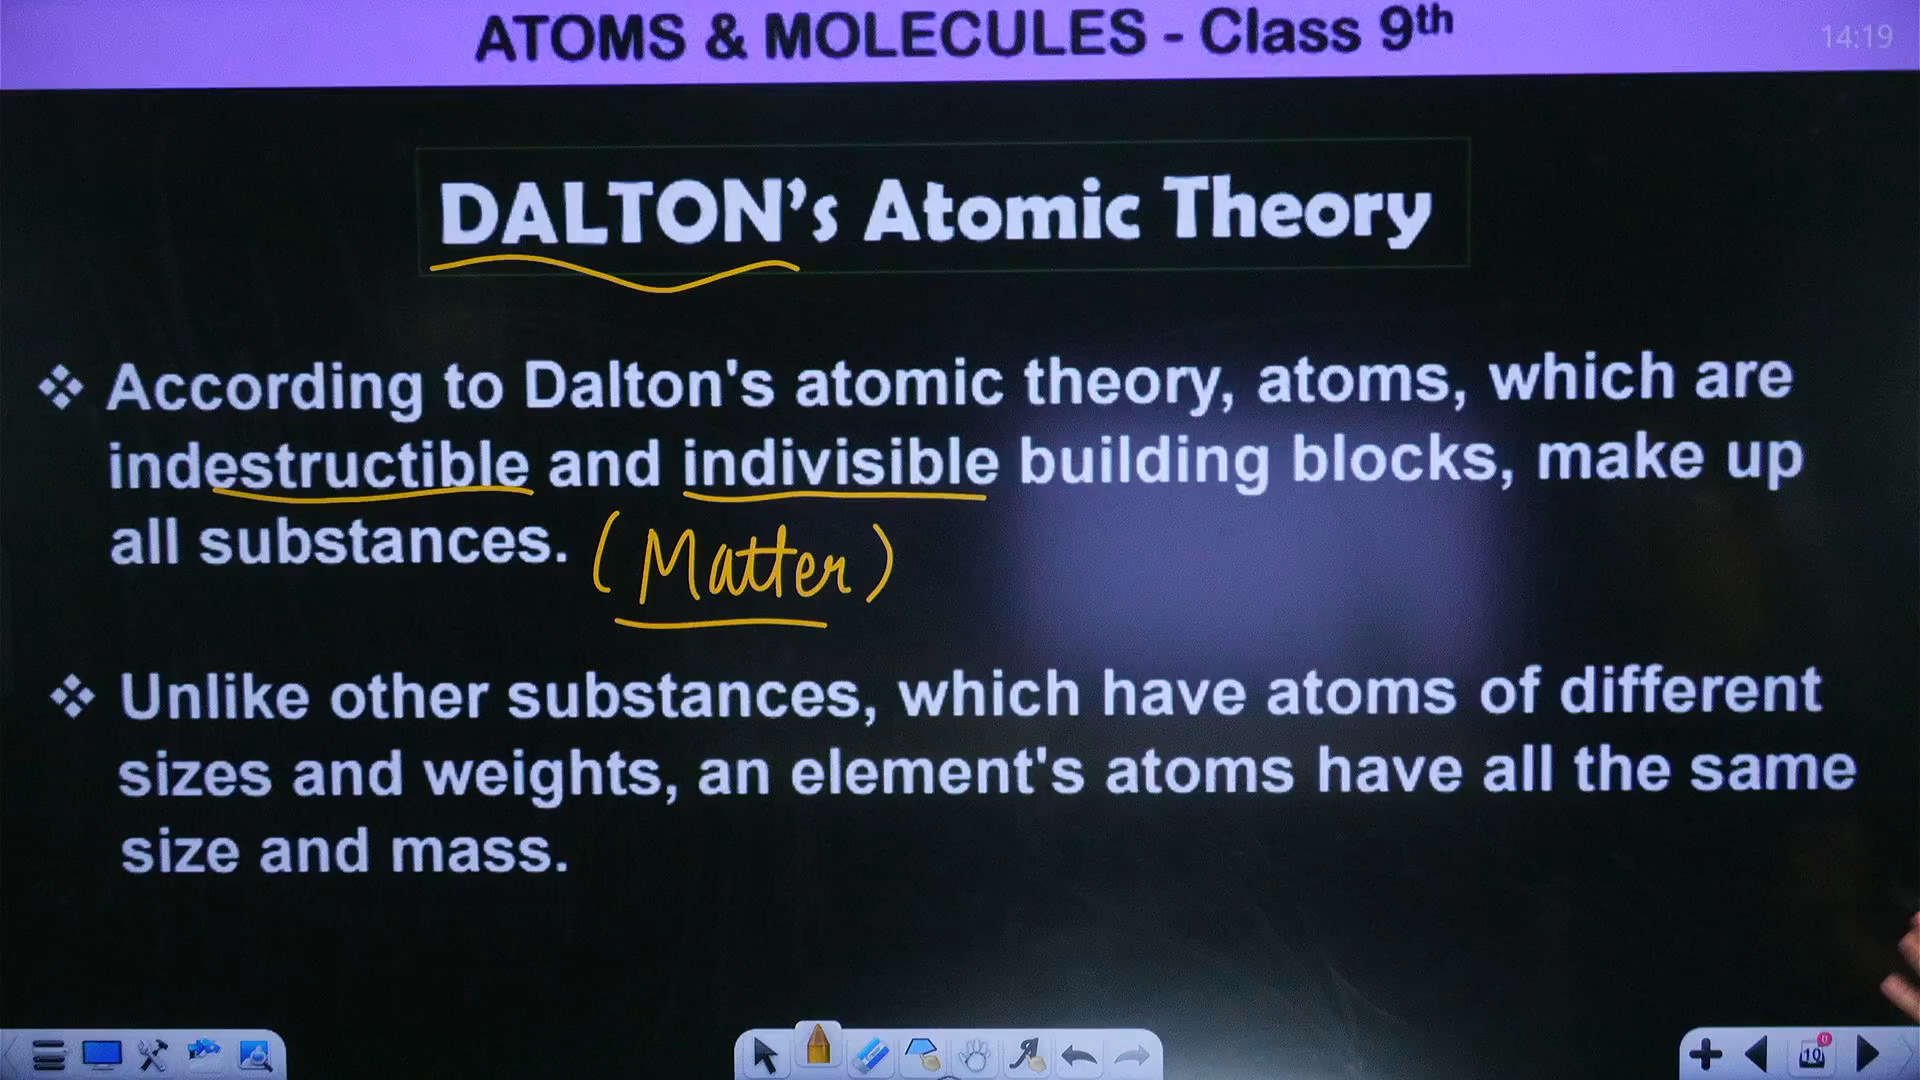 ATOMS & MOLECULES - Class 9th
14:19
DALTON's Atomic Theory
❖ According to Dalton's atomic theory, atoms, which are
indestructible and indivisible building blocks, make up
all substances. (Matter)
❖ Unlike other substances, which have atoms of different
sizes and weights, an element's atoms have all the same
size and mass.
10